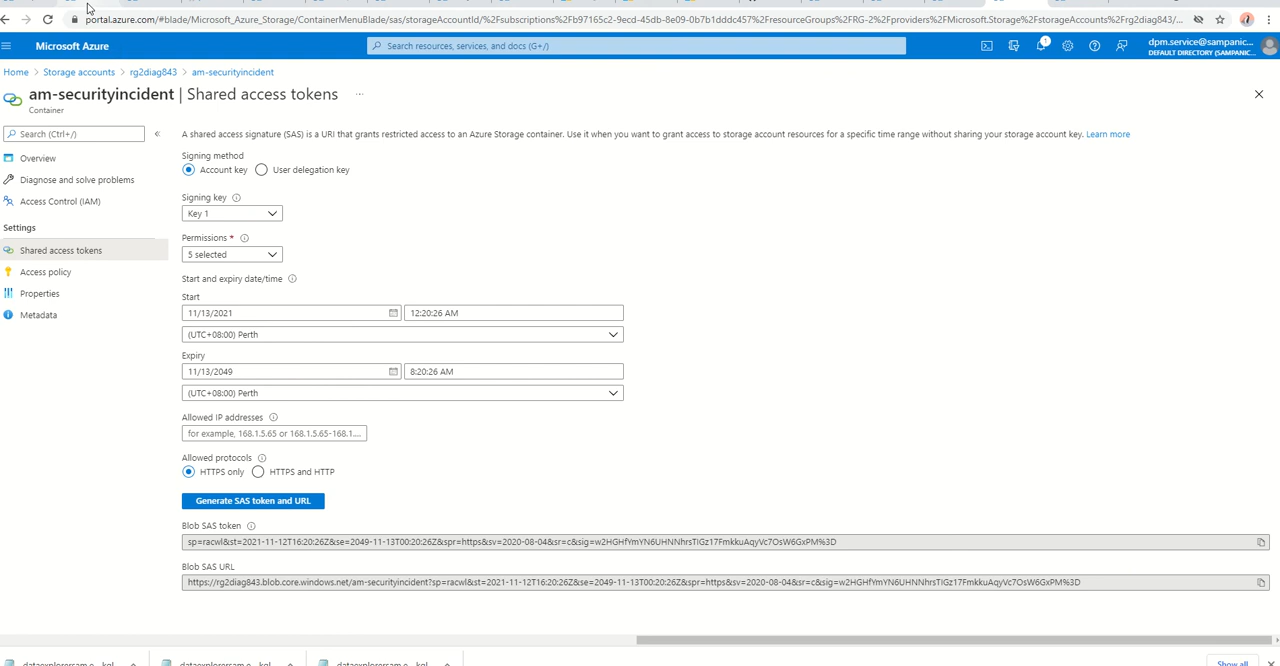 portal.azure.com/#blade/Microsoft_Azure_Storage/ContainerMenuBlade/sas/storageAccountId/%2Fsubscriptions%2Fb97165c2-9ecd-45db-8e09-0b7b1dddc457%2FresourceGroups%2FRG-2%2Fproviders%2FMicrosoft.Storage%2FstorageAccounts%2Frg2diag843/...
Microsoft Azure
Search resources, services, and docs (G+/)
1
dpm.service@sampanic...
DEFAULT DIRECTORY (SAMPANIC...
Home > Storage accounts > rg2diag843 > am-securityincident
am-securityincident | Shared access tokens ...
Container
Search (Ctrl+/)
«
Overview
Diagnose and solve problems
Access Control (IAM)
Settings
Shared access tokens
Access policy
Properties
Metadata
A shared access signature (SAS) is a URI that grants restricted access to an Azure Storage container. Use it when you want to grant access to storage account resources for a specific time range without sharing your storage account key. Learn more
Signing method
Account key User delegation key
Signing key
Key 1
Permissions *
5 selected
Start and expiry date/time
Start
11/13/2021 12:20:26 AM
(UTC+08:00) Perth
Expiry
11/13/2049 8:20:26 AM
(UTC+08:00) Perth
Allowed IP addresses
for example, 168.1.5.65 or 168.1.5.65-168.1....
Allowed protocols
HTTPS only HTTPS and HTTP
Generate SAS token and URL
Blob SAS token
sp=racwl&st=2021-11-12T16:20:26Z&se=2049-11-13T00:20:26Z&spr=https&sv=2020-08-04&sr=c&sig=w2HGHfYmYN6UHNNhrsTIGz17FmkkuAqyVc7OsW6GxPM%3D
Blob SAS URL
https://rg2diag843.blob.core.windows.net/am-securityincident?sp=racwl&st=2021-11-12T16:20:26Z&se=2049-11-13T00:20:26Z&spr=https&sv=2020-08-04&sr=c&sig=w2HGHfYmYN6UHNNhrsTIGz17FmkkuAqyVc7OsW6GxPM%3D
Show all